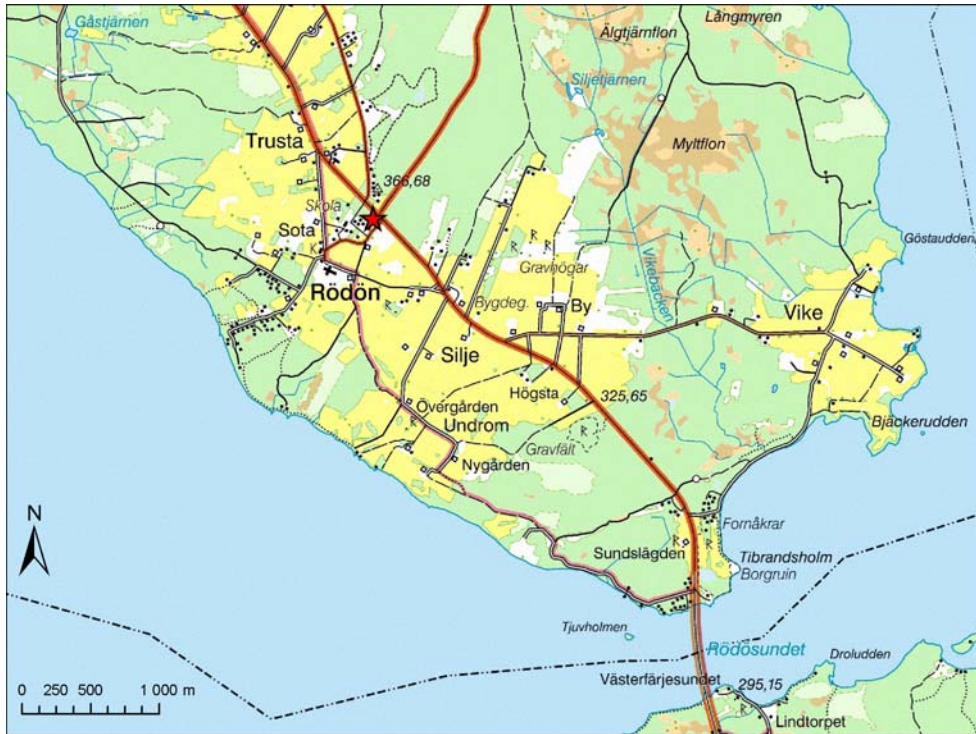 Gåstjärnen
Långmyren
Älgtjärnflon
Siljetjärnen
Trusta
Myltflon
366,68
Skola
Sota
K
Göstaudden
Gravhögar
Vikebäcken
Rödön
Bygdeg.
By
Vike
Silje
Högsta
325,65
Övergården
Undrom
Bjäckerudden
Gravfält
Nygården
Fornåkrar
Sundslägden
Tibrandsholm
Borgruin
Tjuvholmen
Rödösundet
Droludden
Västerfärjesundet
295,15
Lindtorpet
N
0 250 500 1 000 m
R
R
R
R
R
R
R
R